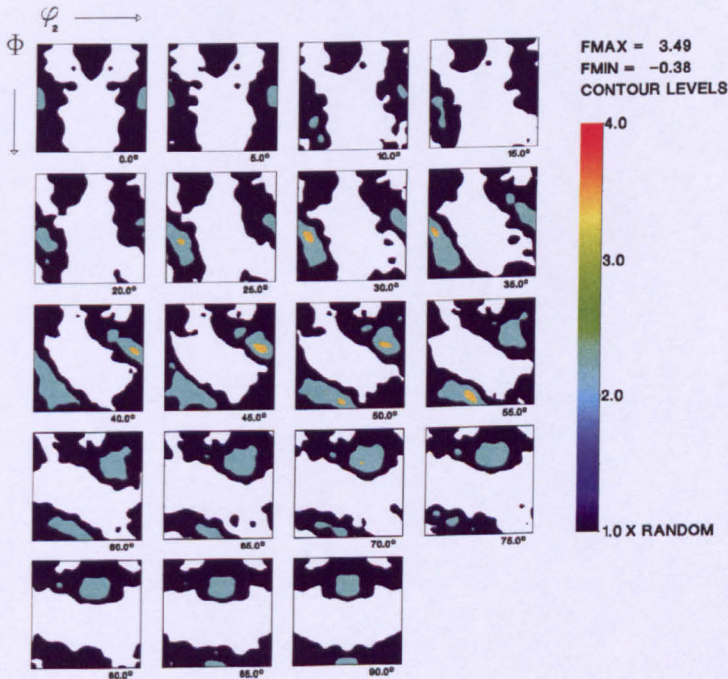 φ₂
Φ
FMAX = 3.49
FMIN = -0.38
CONTOUR LEVELS
4.0
3.0
2.0
1.0 X RANDOM
0.0° 5.0° 10.0° 15.0°
20.0° 25.0° 30.0° 35.0°
40.0° 45.0° 50.0° 55.0°
60.0° 65.0° 70.0° 75.0°
80.0° 85.0° 90.0°